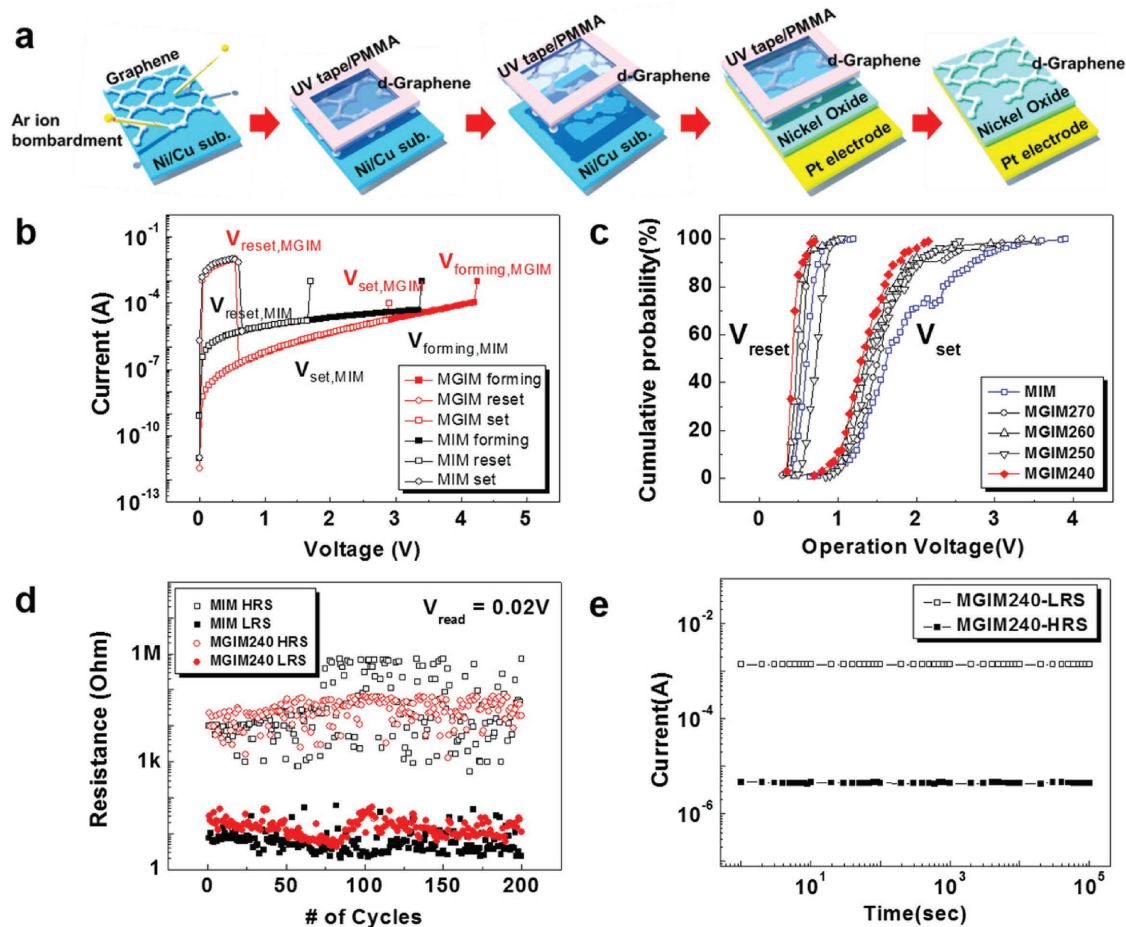 a
Graphene
Ar ion
bombardment
Ni/Cu sub.
UV tape/PMMA
d-Graphene
Ni/Cu sub.
UV tape/PMMA
d-Graphene
Ni/Cu sub.
UV tape/PMMA
d-Graphene
Nickel Oxide
Pt electrode
d-Graphene
Nickel Oxide
Pt electrode
b
Current (A)
10-1
10-4
10-7
10-10
10-13
Vreset,MGIM
Vset,MGIM
Vforming,MGIM
Vreset,MIM
Vforming,MIM
Vset,MIM
MGIM forming
MGIM reset
MGIM set
MIM forming
MIM reset
MIM set
0 1 2 3 4 5
Voltage (V)
c
Cumulative probability(%)
100
80
60
40
20
0
Vreset
Vset
MIM
MGIM270
MGIM260
MGIM250
MGIM240
0 1 2 3 4
Operation Voltage(V)
d
Resistance (Ohm)
MIM HRS
MIM LRS
MGIM240 HRS
MGIM240 LRS
Vread = 0.02V
1M
1k
1
0 50 100 150 200
# of Cycles
e
Current(A)
10-2
10-4
10-6
MGIM240-LRS
MGIM240-HRS
101 103 105
Time(sec)